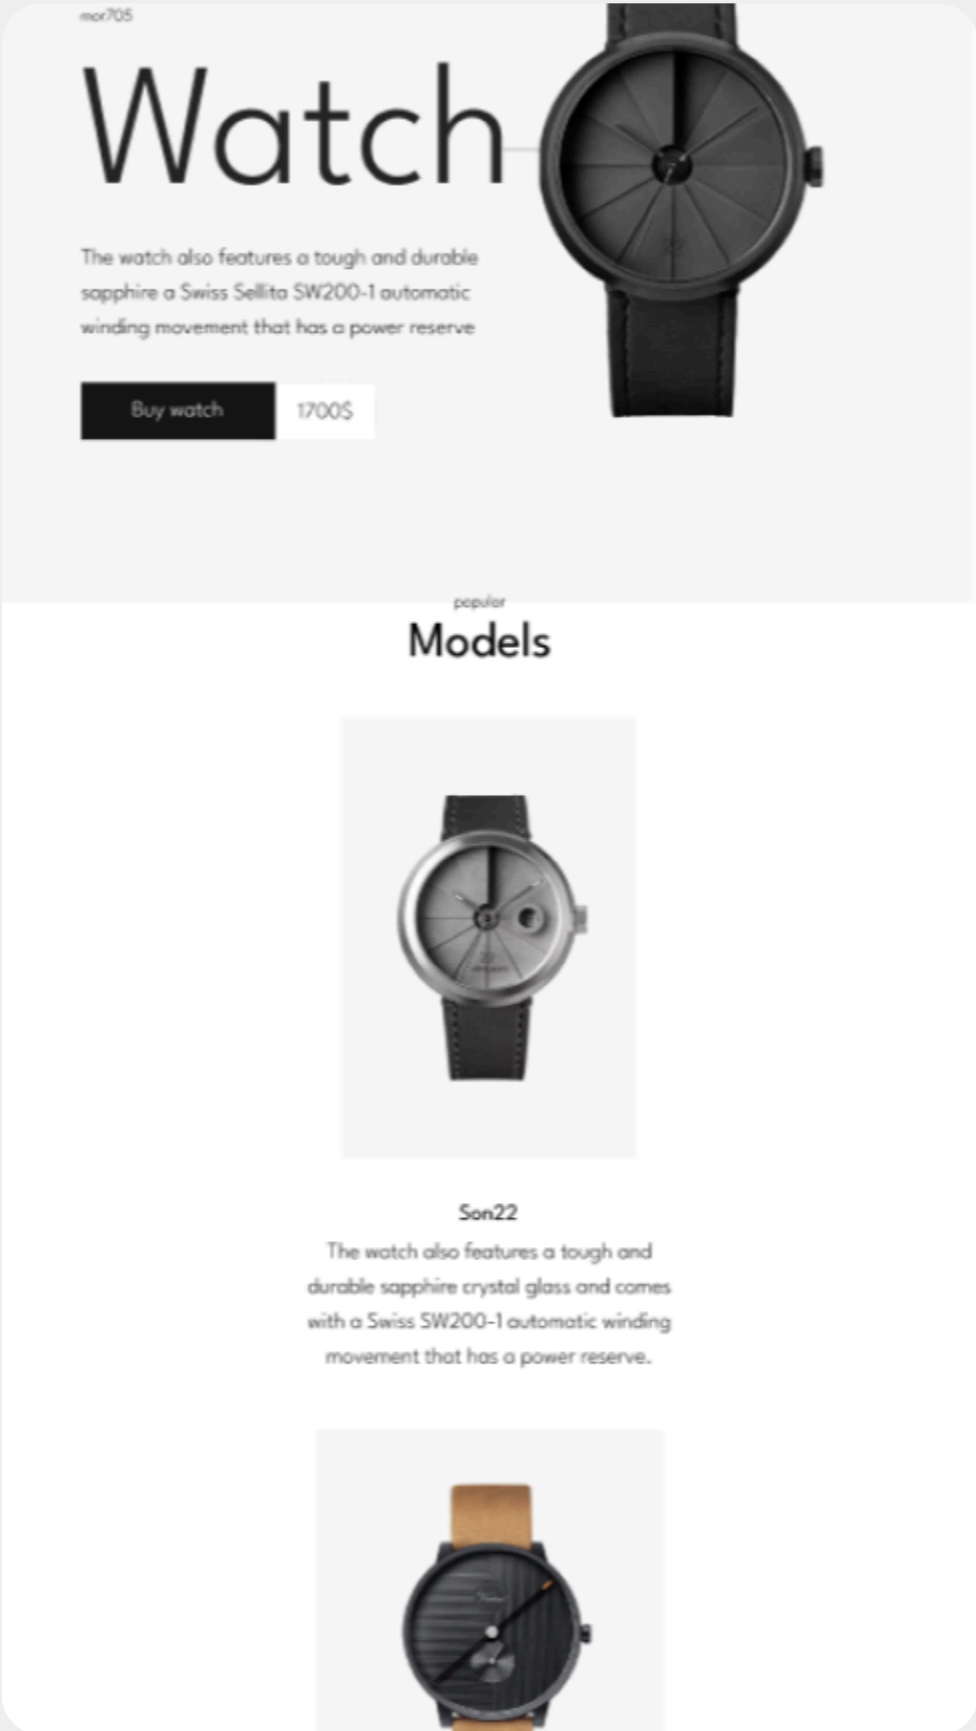 mor705
Watch
The watch also features a tough and durable
sapphire a Swiss Sellita SW200-1 automatic
winding movement that has a power reserve
Buy watch
1700$
popular
Models
Son22
The watch also features a tough and
durable sapphire crystal glass and comes
with a Swiss SW200-1 automatic winding
movement that has a power reserve.